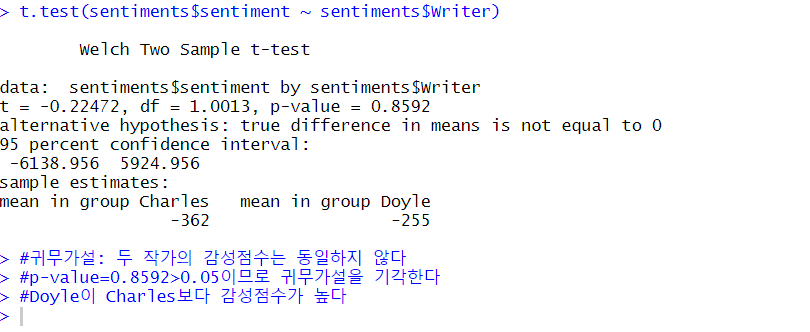 > t.test(sentiments$sentiment ~ sentiments$Writer)
Welch Two Sample t-test
data:  sentiments$sentiment by sentiments$Writer
t = -0.22472, df = 1.0013, p-value = 0.8592
alternative hypothesis: true difference in means is not equal to 0
95 percent confidence interval:
-6138.956  5924.956
sample estimates:
mean in group Charles   mean in group Doyle
-362                  -255
> #귀무가설: 두 작가의 감성점수는 동일하지 않다
> #p-value=0.8592>0.05이므로 귀무가설을 기각한다
> #Doyle이 Charles보다 감성점수가 높다
>